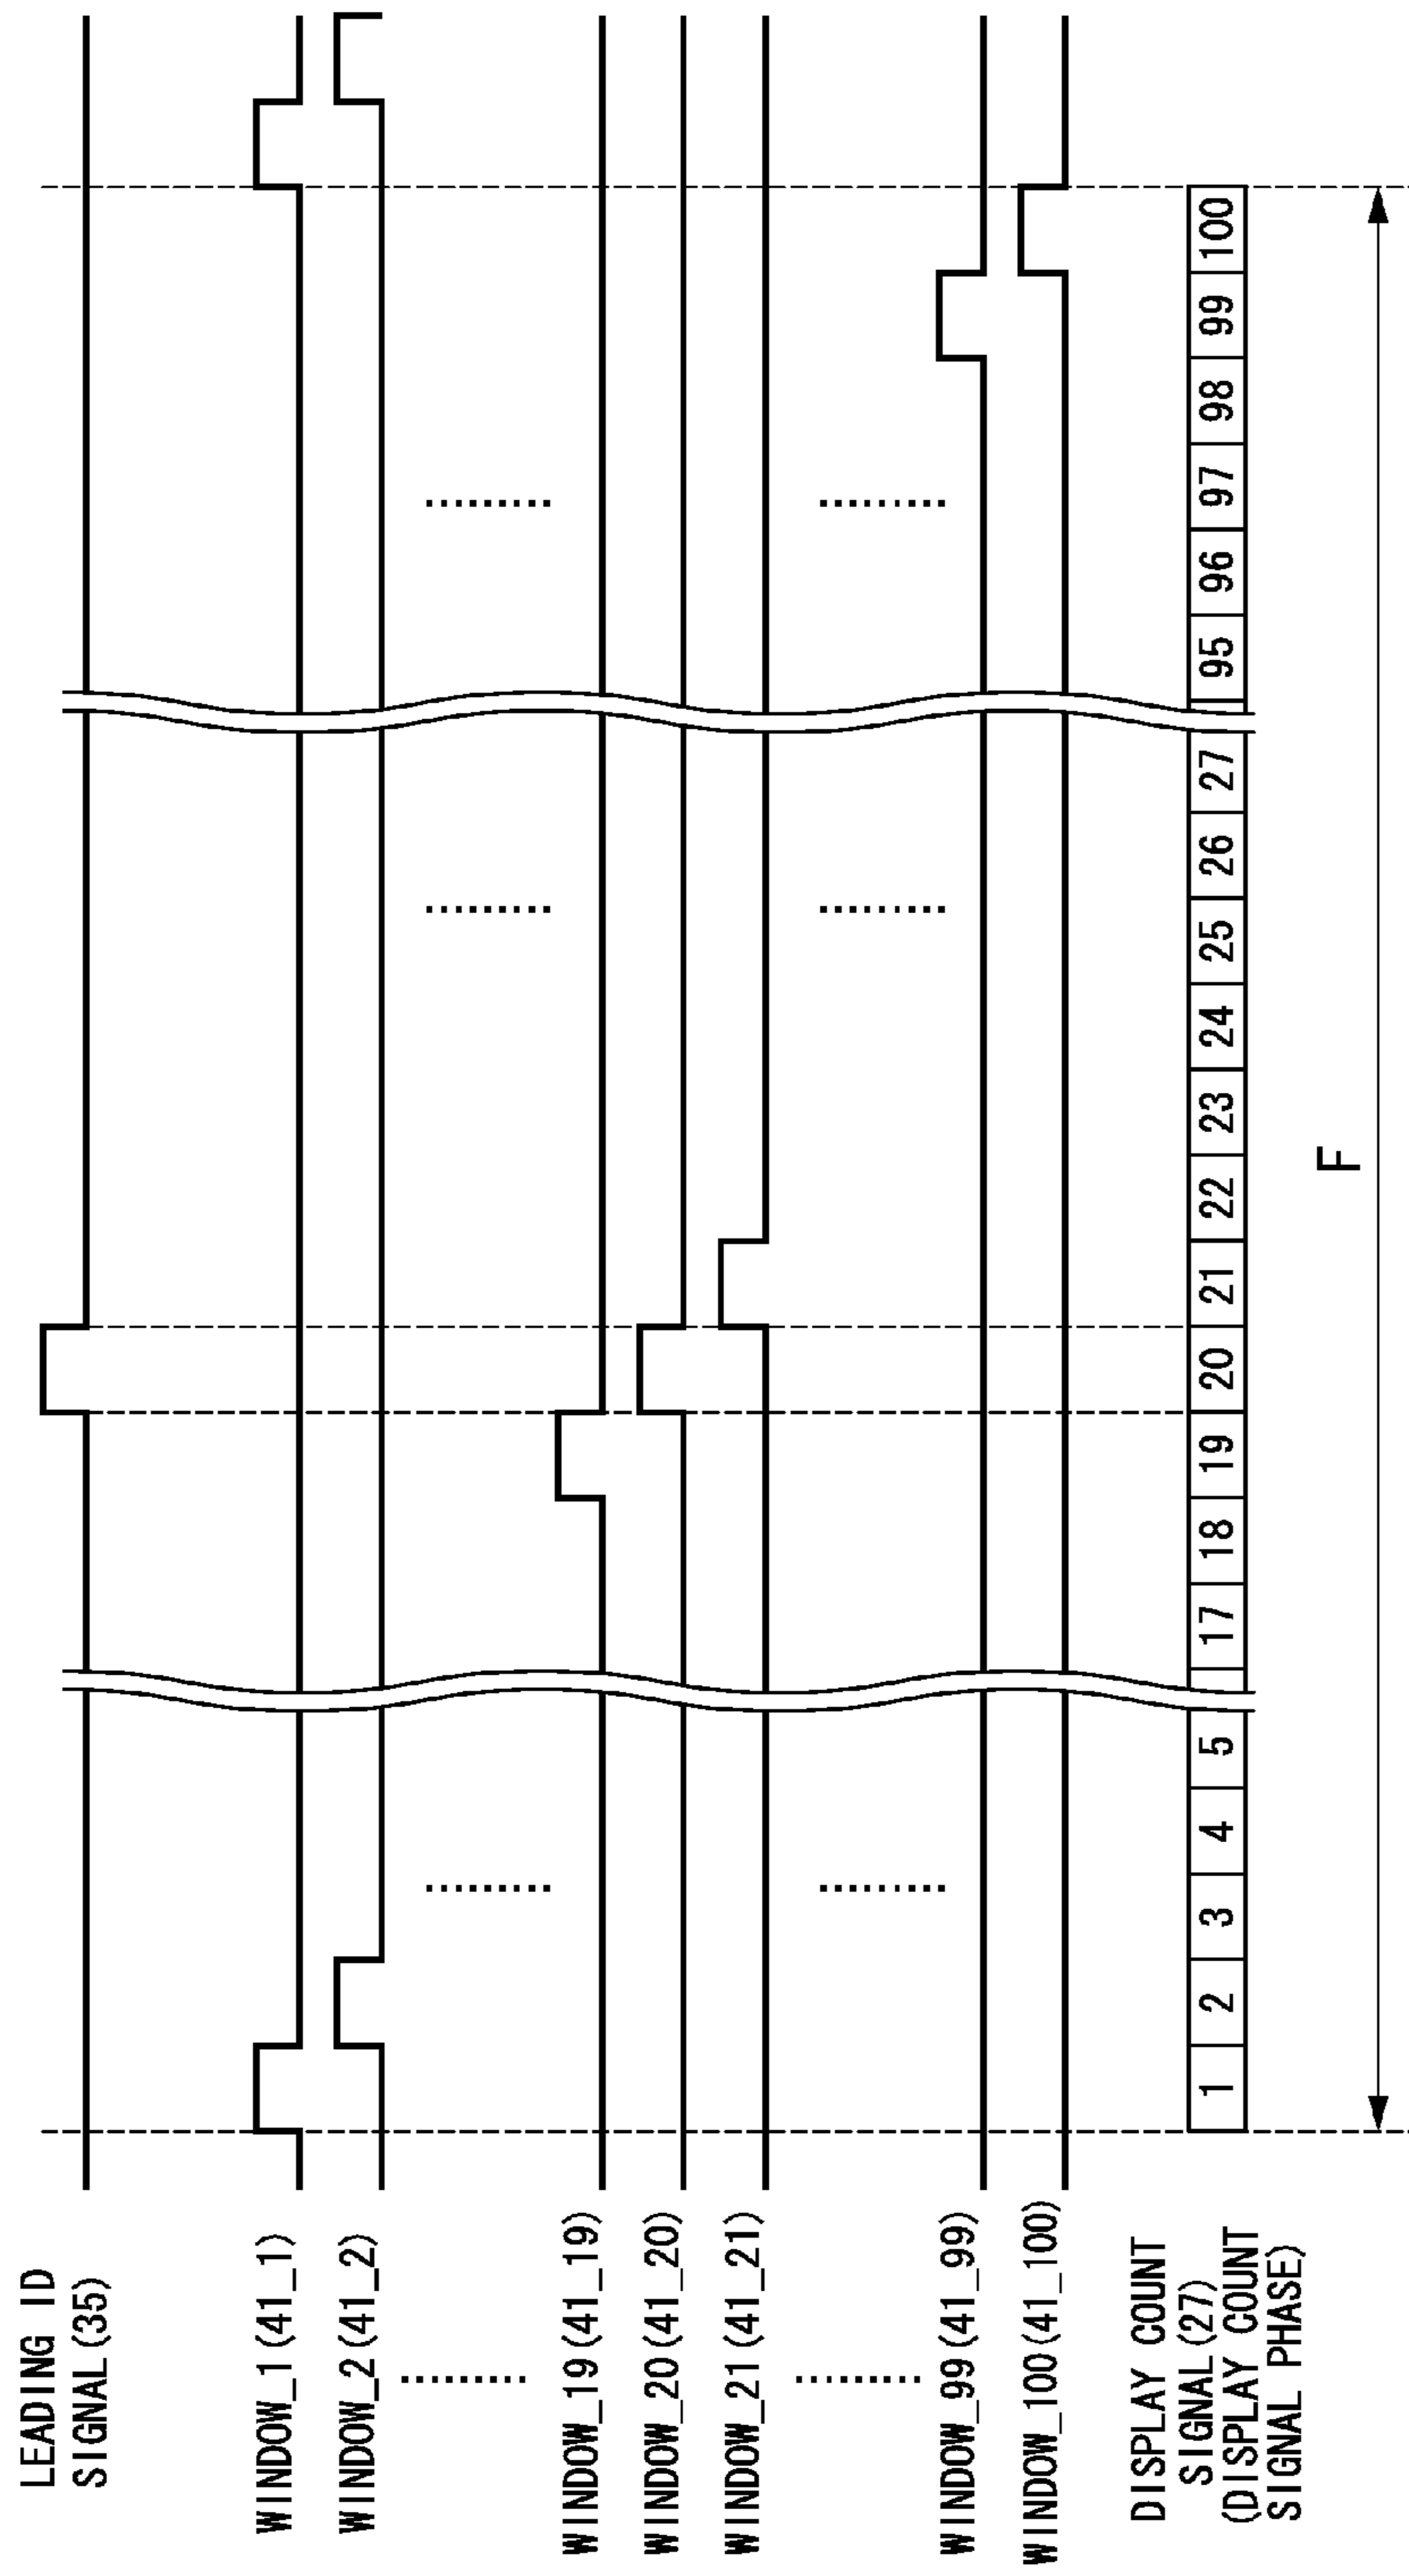 LEADING ID
SIGNAL(35)
WINDOW_1(41_1)
WINDOW_2(41_2)
WINDOW_19(41_19)
WINDOW_20(41_20)
WINDOW_21(41_21)
WINDOW_99(41_99)
WINDOW_100(41_100)
DISPLAY COUNT
SIGNAL(27)
(DISPLAY COUNT
SIGNAL PHASE)
1 2 3 4 5 17 18 19 20 21 22 23 24 25 26 27 95 96 97 98 99 100
F